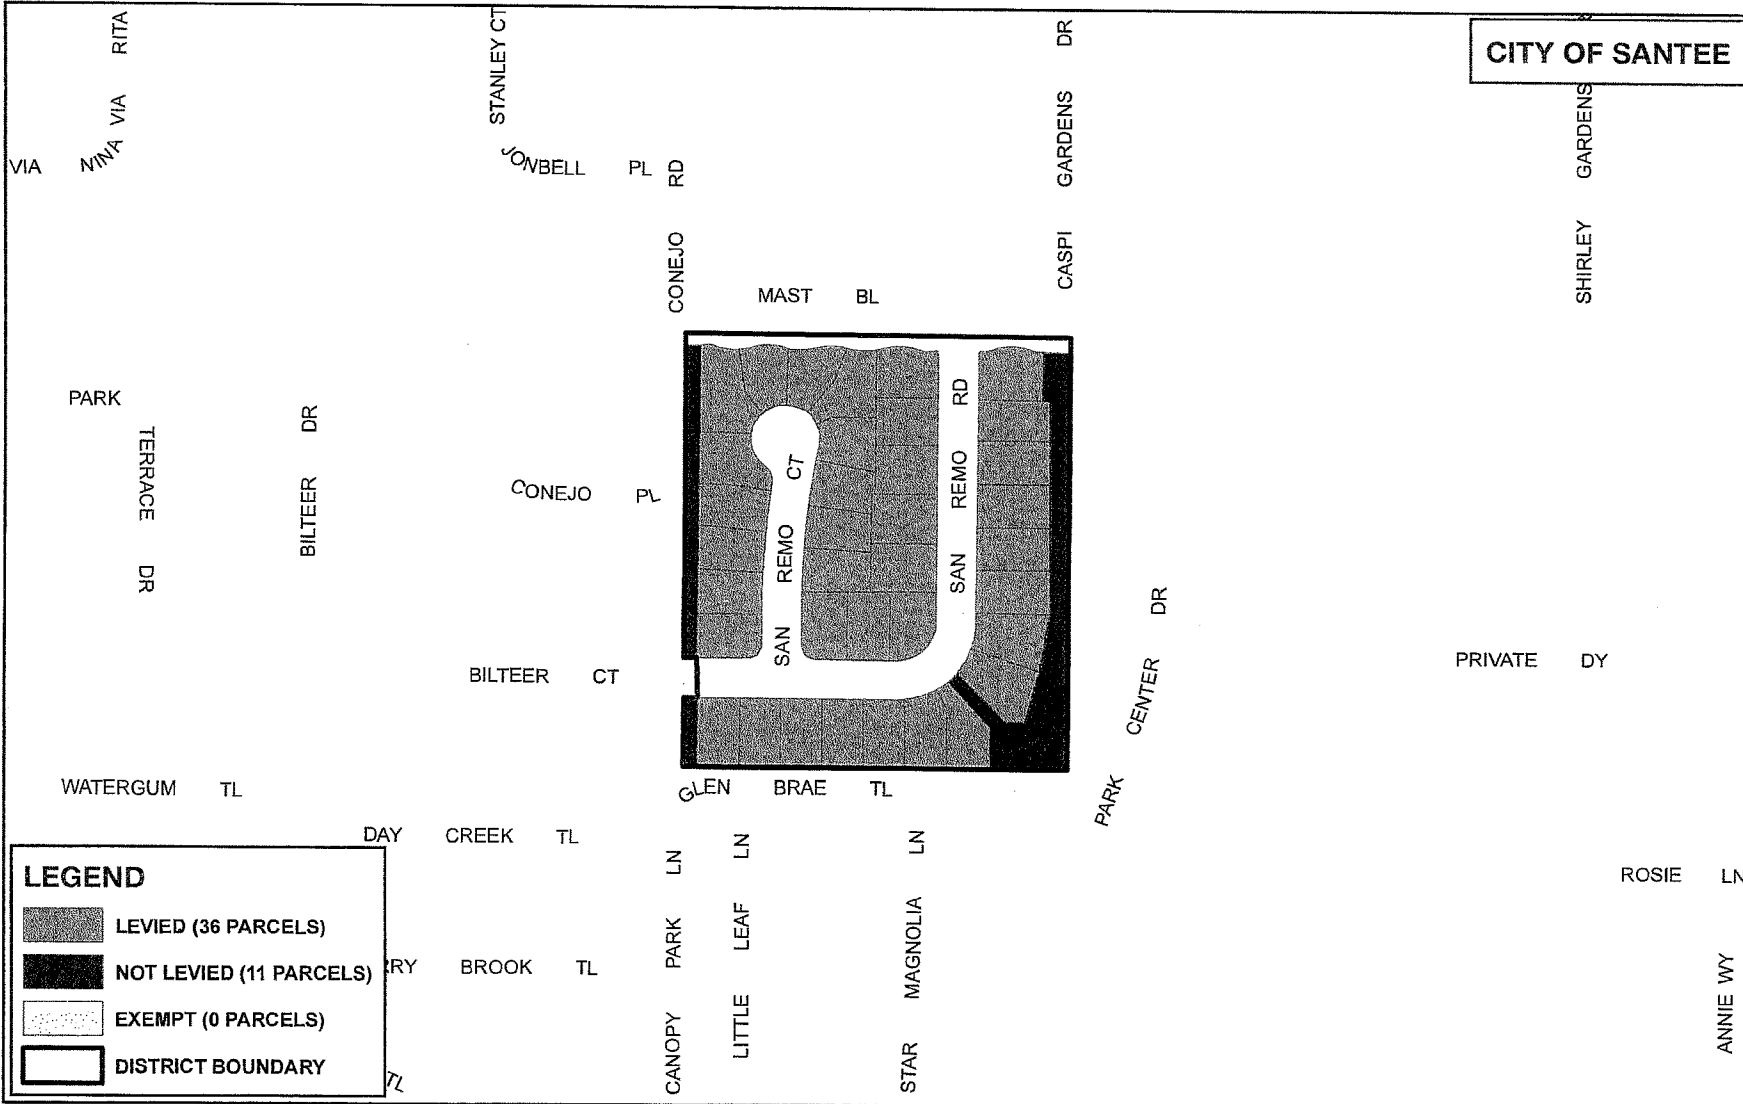 CITY OF SANTEE
VIA RITA
VIA NINA
STANLEY CT
JONBELL PL
CONEJO RD
CASPI GARDENS DR
SHIRLEY GARDENS
MAST BL
PARK TERRACE DR
BILTEER DR
CONEJO PL
SAN REMO CT
SAN REMO RD
BILTEER CT
PARK CENTER DR
PRIVATE DY
WATERGUM TL
GLEN BRAE TL
DAY CREEK TL
RRY BROOK TL
TL
CANOPY PARK LN
LITTLE LEAF LN
STAR MAGNOLIA LN
ROSIE LN
ANNIE WY
LEGEND
LEVIED (36 PARCELS)
NOT LEVIED (11 PARCELS)
EXEMPT (0 PARCELS)
DISTRICT BOUNDARY